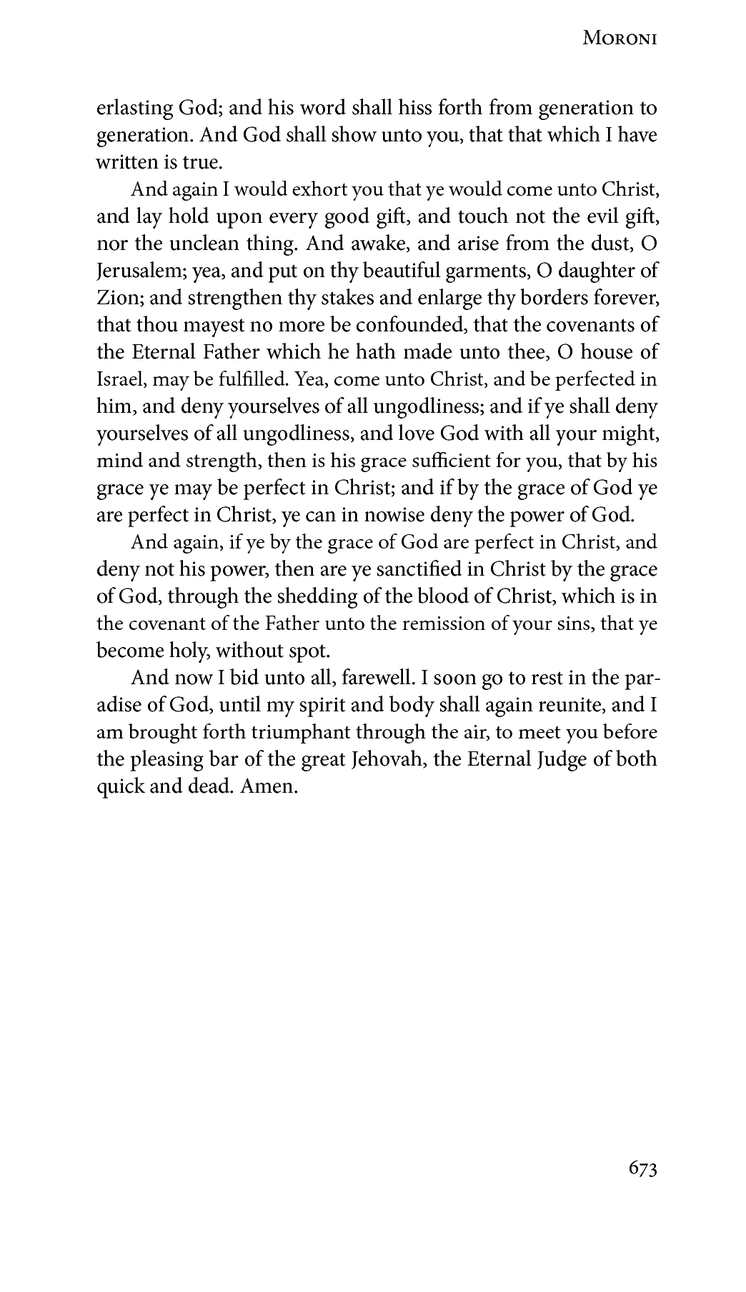 Moroni
erlasting God; and his word shall hiss forth from generation to
generation. And God shall show unto you, that that which I have
written is true.
And again I would exhort you that ye would come unto Christ,
and lay hold upon every good gift, and touch not the evil gift,
nor the unclean thing. And awake, and arise from the dust, O
Jerusalem; yea, and put on thy beautiful garments, O daughter of
Zion; and strengthen thy stakes and enlarge thy borders forever,
that thou mayest no more be confounded, that the covenants of
the Eternal Father which he hath made unto thee, O house of
Israel, may be fulfilled. Yea, come unto Christ, and be perfected in
him, and deny yourselves of all ungodliness; and if ye shall deny
yourselves of all ungodliness, and love God with all your might,
mind and strength, then is his grace sufficient for you, that by his
grace ye may be perfect in Christ; and if by the grace of God ye
are perfect in Christ, ye can in nowise deny the power of God.
And again, if ye by the grace of God are perfect in Christ, and
deny not his power, then are ye sanctified in Christ by the grace
of God, through the shedding of the blood of Christ, which is in
the covenant of the Father unto the remission of your sins, that ye
become holy, without spot.
And now I bid unto all, farewell. I soon go to rest in the par-
adise of God, until my spirit and body shall again reunite, and I
am brought forth triumphant through the air, to meet you before
the pleasing bar of the great Jehovah, the Eternal Judge of both
quick and dead. Amen.
673